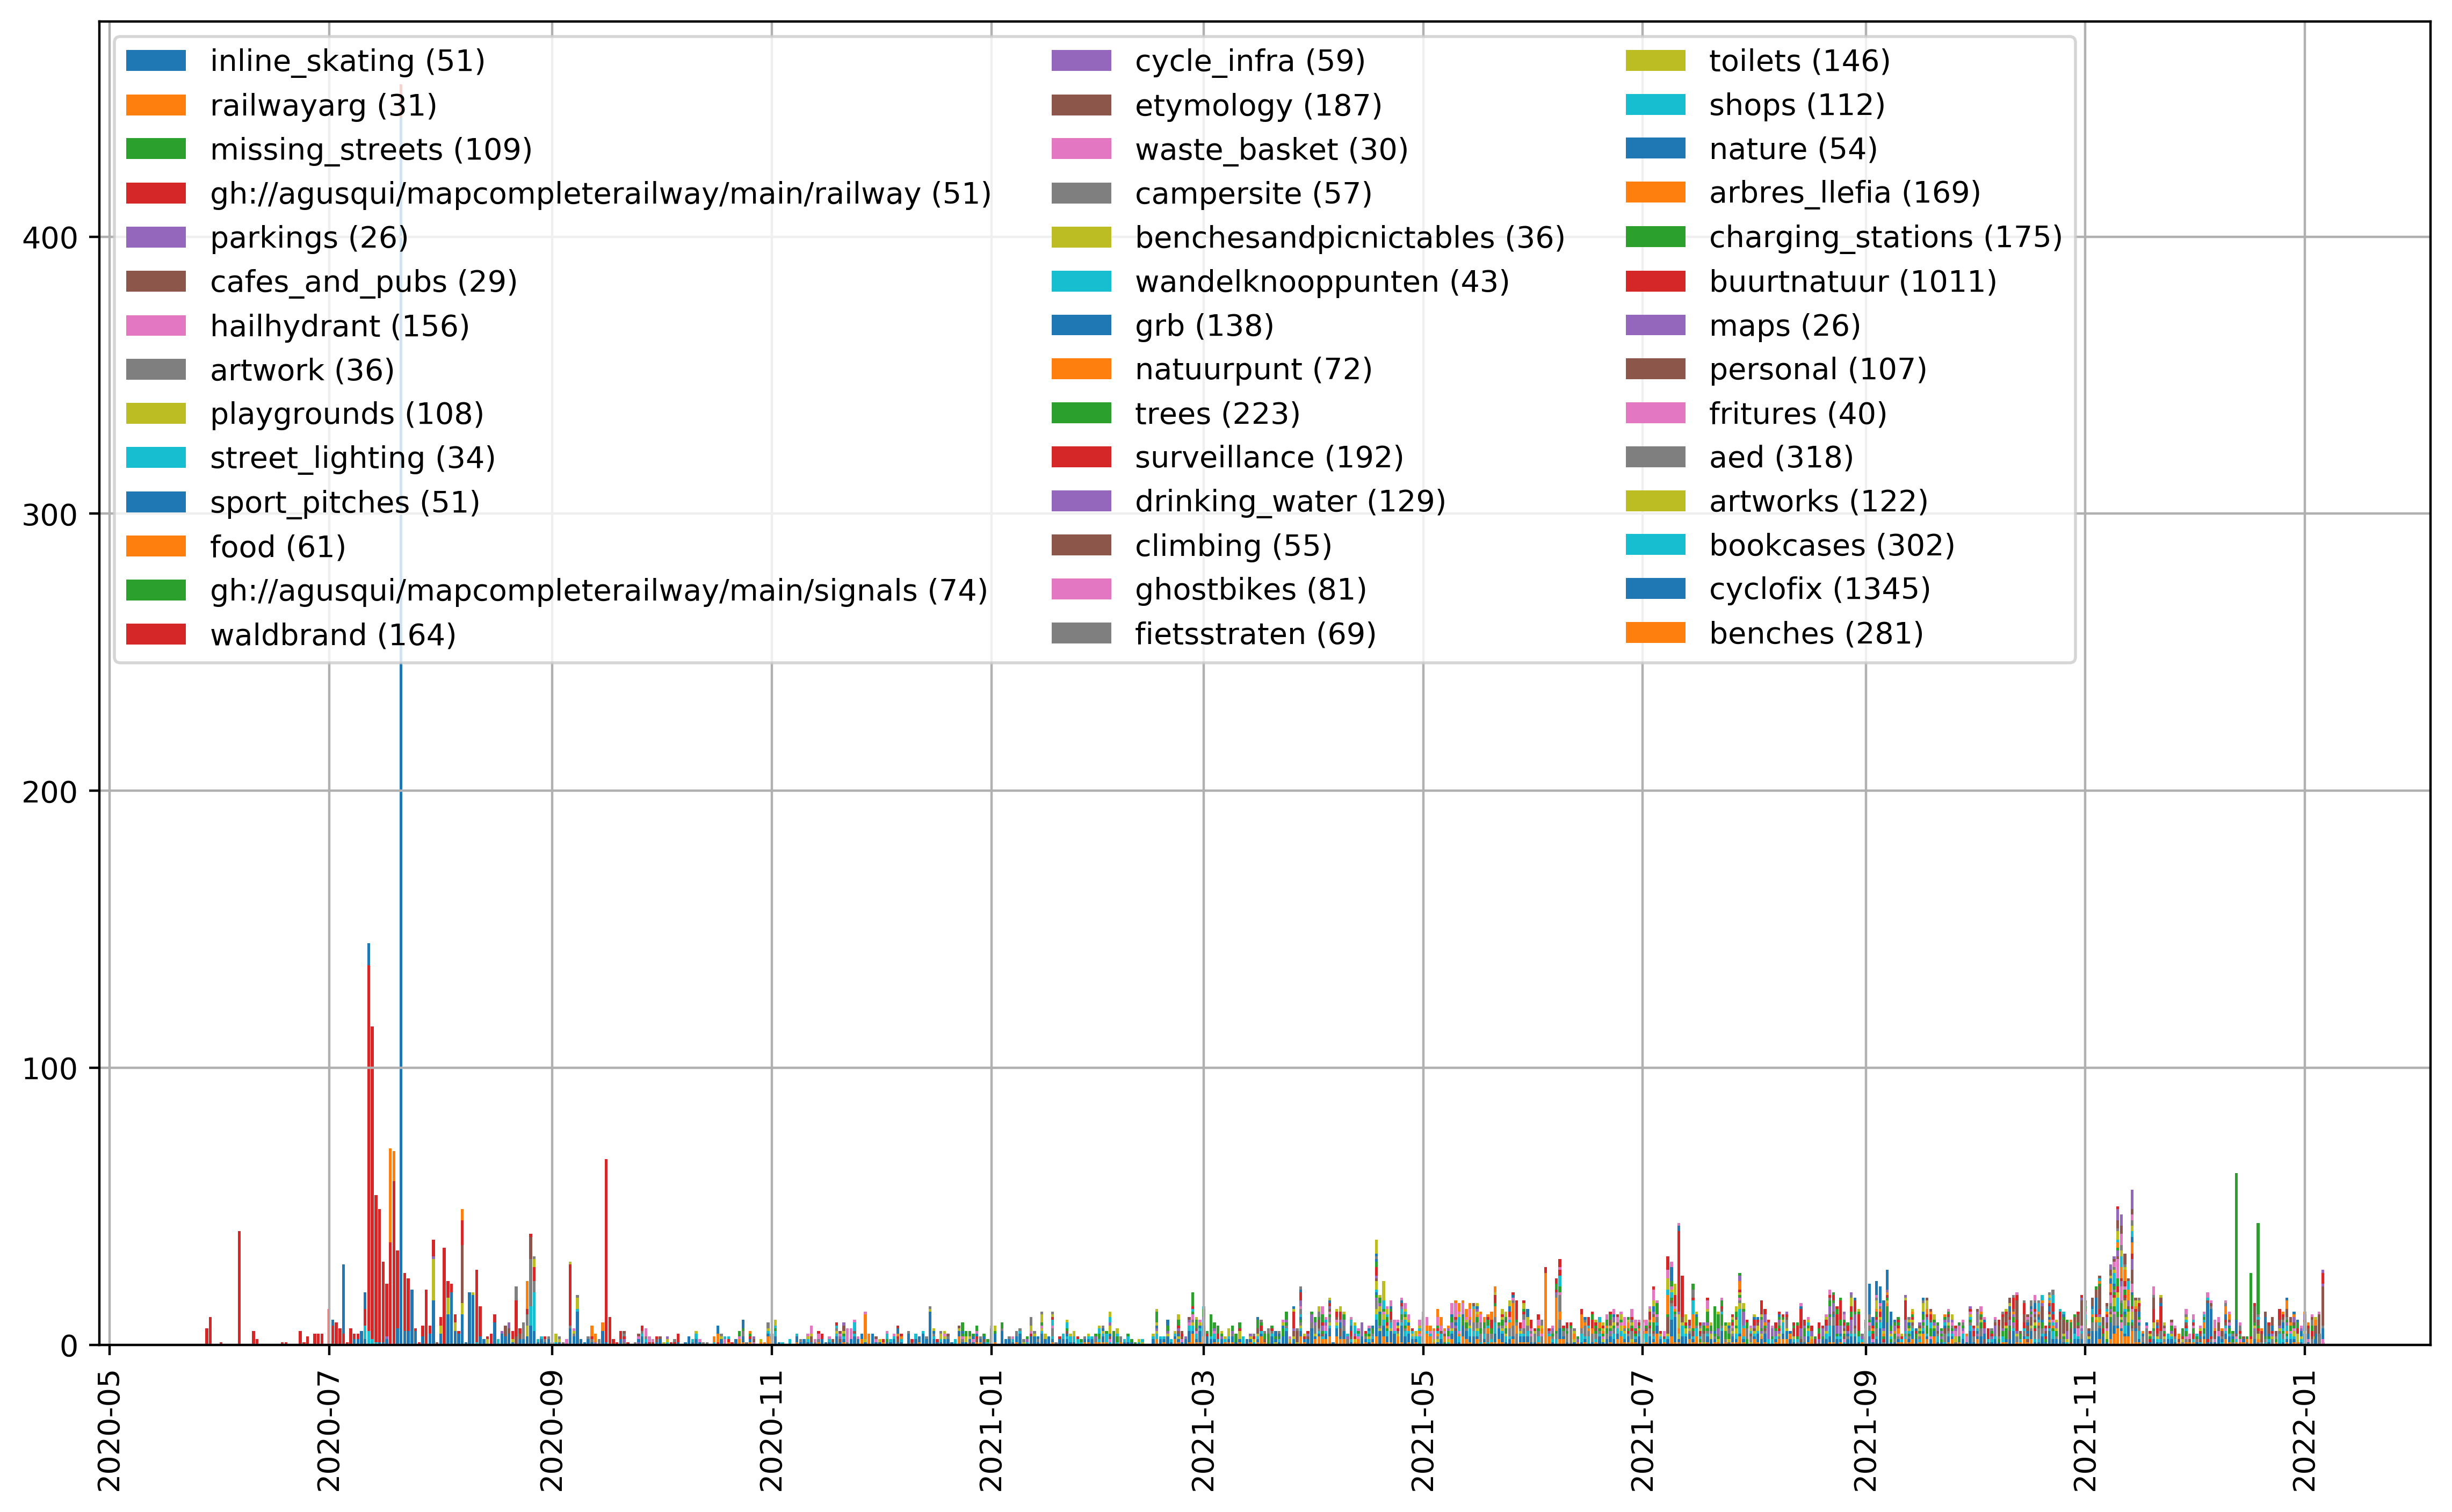 inline_skating (51)
railwayarg (31)
missing_streets (109)
gh://agusqui/mapcompleterailway/main/railway (51)
parkings (26)
cafes_and_pubs (29)
hailhydrant (156)
artwork (36)
playgrounds (108)
street_lighting (34)
sport_pitches (51)
food (61)
gh://agusqui/mapcompleterailway/main/signals (74)
waldbrand (164)
cycle_infra (59)
etymology (187)
waste_basket (30)
campersite (57)
benchesandpicnictables (36)
wandelknooppunten (43)
grb (138)
natuurpunt (72)
trees (223)
surveillance (192)
drinking_water (129)
climbing (55)
ghostbikes (81)
fietsstraten (69)
toilets (146)
shops (112)
nature (54)
arbres_llefia (169)
charging_stations (175)
buurtnatuur (1011)
maps (26)
personal (107)
fritures (40)
aed (318)
artworks (122)
bookcases (302)
cyclofix (1345)
benches (281)
400
300
200
100
0
2020-05
2020-07
2020-09
2020-11
2021-01
2021-03
2021-05
2021-07
2021-09
2021-11
2022-01